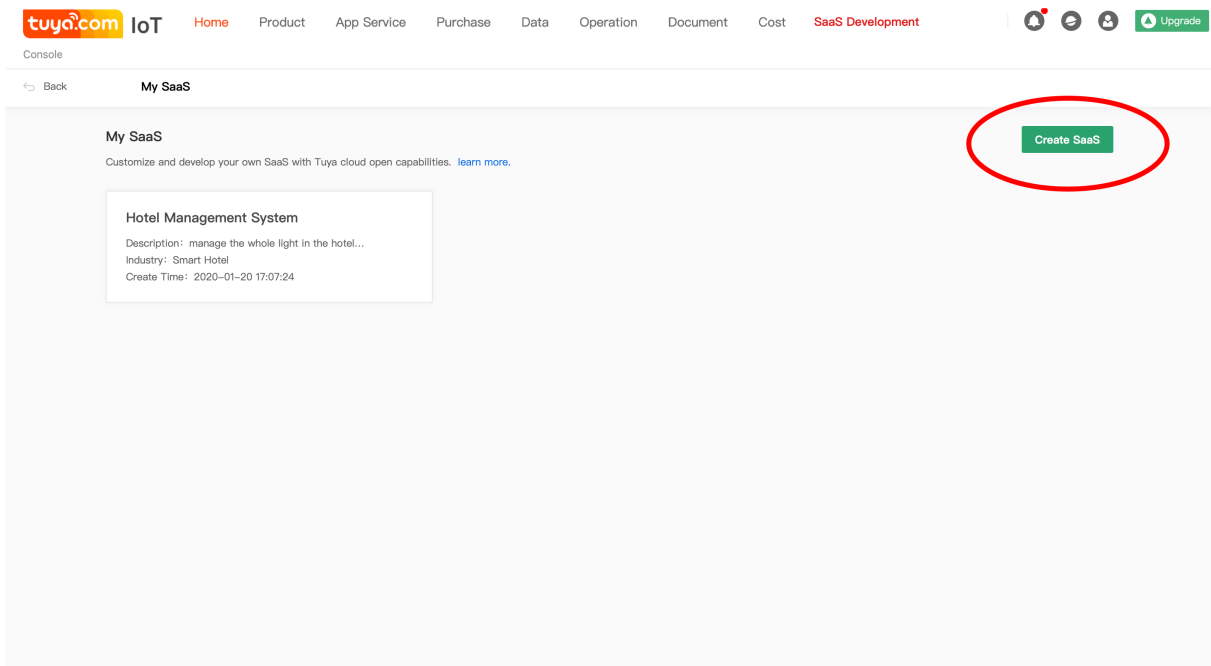 tuya.com IoT Home Product App Service Purchase Data Operation Document Cost SaaS Development Upgrade
Console
Back My SaaS
My SaaS
Create SaaS
Customize and develop your own SaaS with Tuya cloud open capabilities. learn more.
Hotel Management System
Description： manage the whole light in the hotel...
Industry： Smart Hotel
Create Time： 2020-01-20 17:07:24